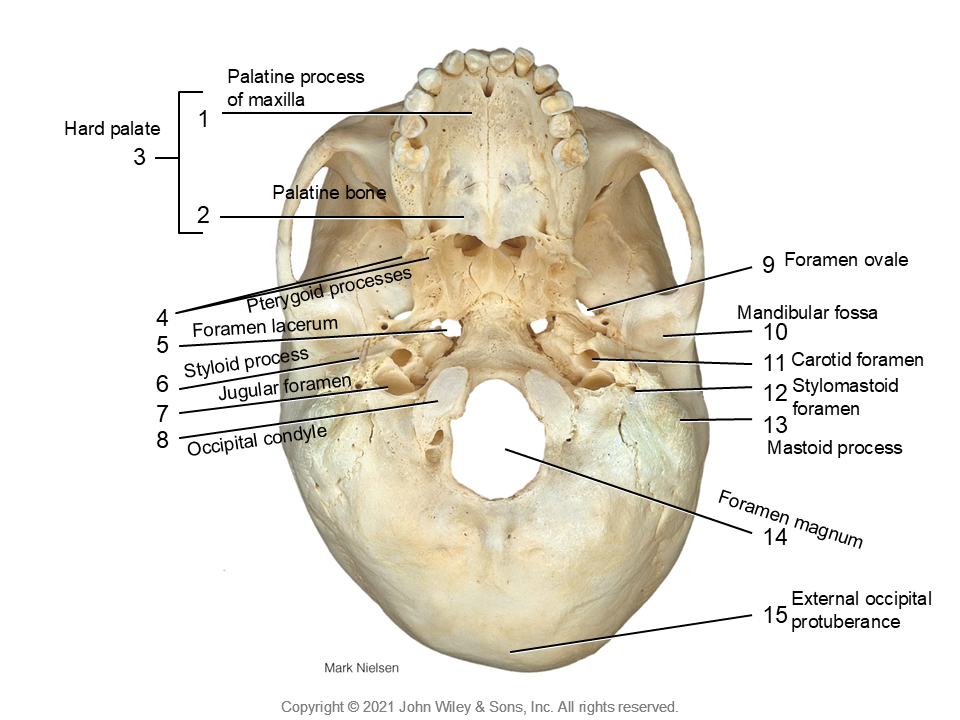 Palatine process
of maxilla
1
Hard palate
3
Palatine bone
2
Pterygoid processes
4
Foramen lacerum
5
Styloid process
6
Jugular foramen
7
Occipital condyle
8
9 Foramen ovale
Mandibular fossa
10
11 Carotid foramen
12 Stylomastoid
foramen
13
Mastoid process
Foramen magnum
14
15 External occipital
protuberance
Mark Nielsen
Copyright © 2021 John Wiley & Sons, Inc. All rights reserved.